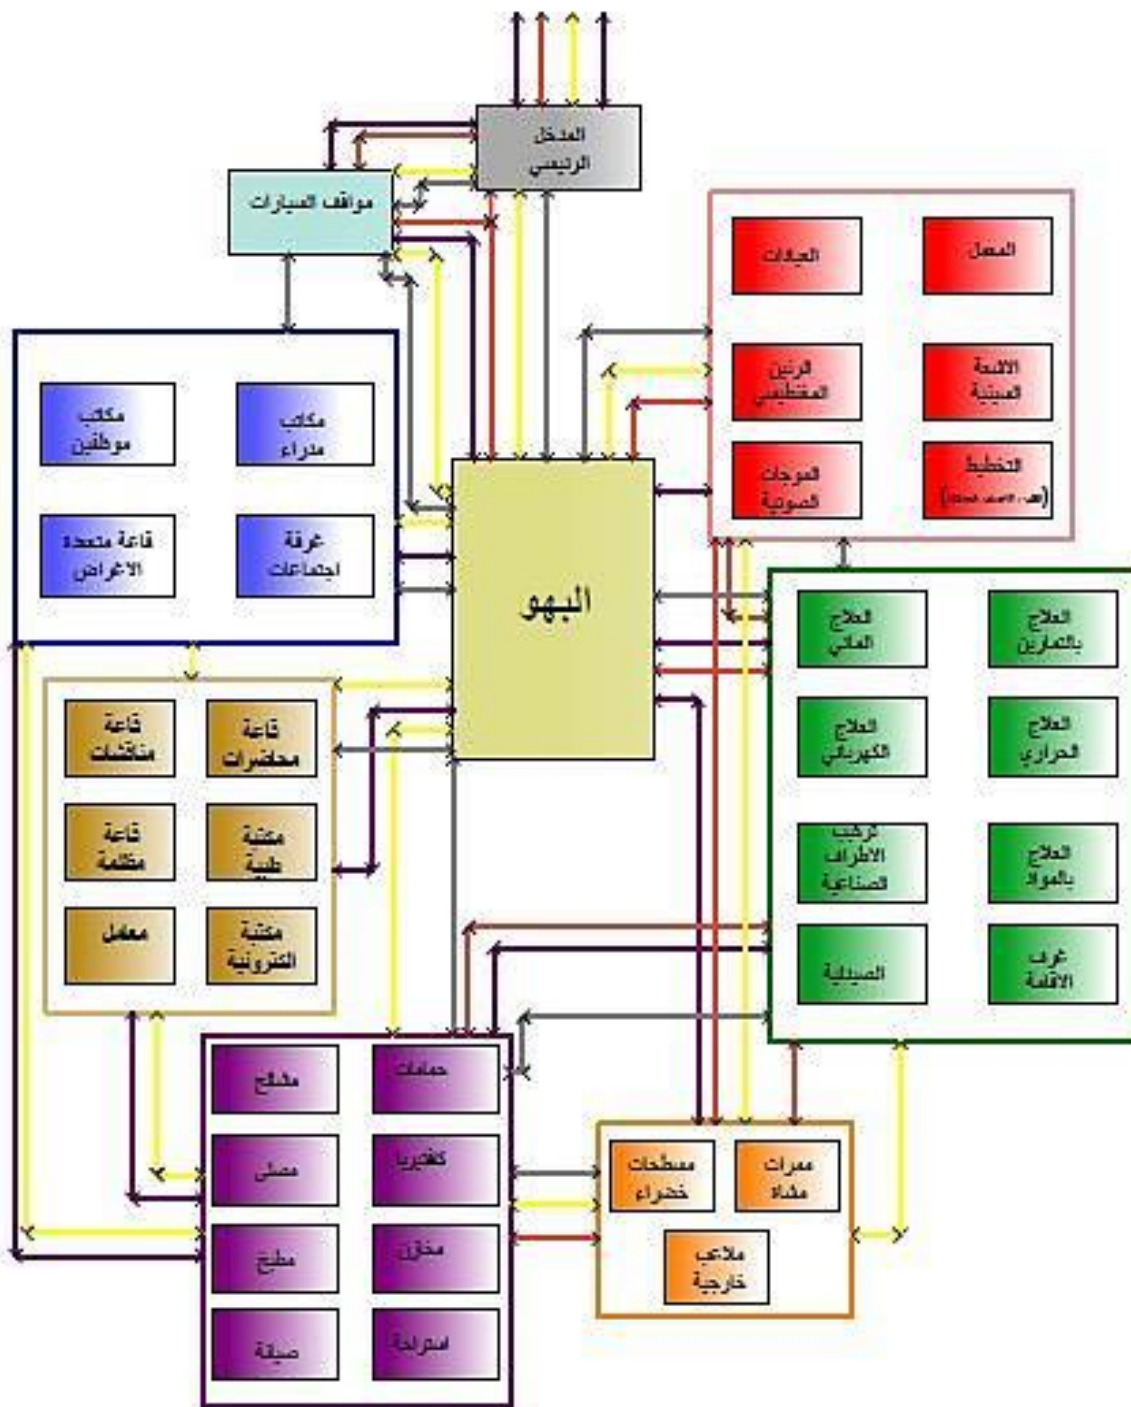 المدخل
الرئيسي
مواقف السيارات
العيادات
المعمل
الرنين
المغنطيسي
الاشعة
السينية
الموجات
الصوتية
التخطيط
مكاتب
موظفين
مكاتب
مدراء
قاعة متعددة
الاغراض
غرفة
اجتماعات
البهو
العلاج
المائي
العلاج
بالتمارين
العلاج
الكهربائي
العلاج
الحراري
تركيب
الاطراف
الصناعية
العلاج
بالمواد
الصيدلية
غرف
الاقامة
قاعة
مناقشات
قاعة
محاضرات
قاعة
مظلمة
مكتبة
طبية
معامل
مكتبة
الكترونية
مشالح
حمامات
مصلى
كافتيريا
مطبخ
مخازن
صيانة
استراحة
مسطحات
خضراء
ممرات
مشاة
ملاعب
خارجية